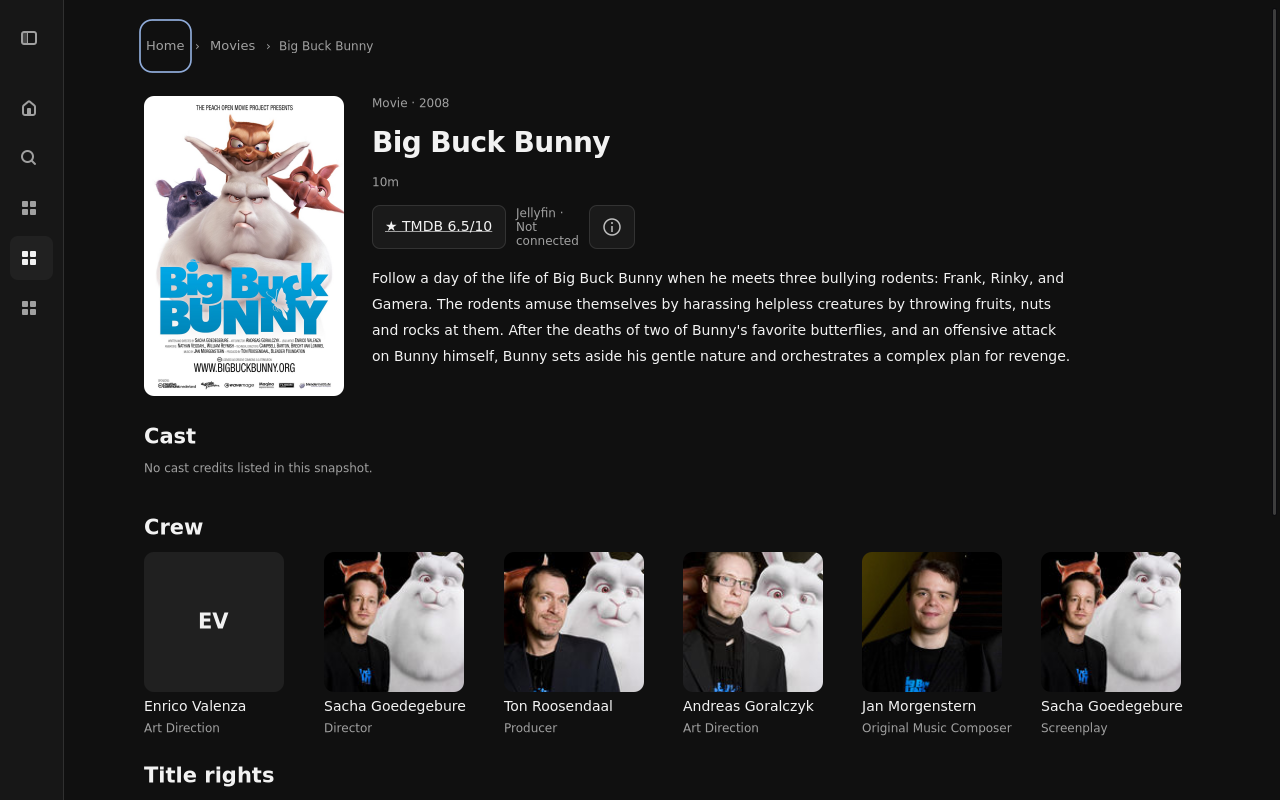 Home › Movies › Big Buck Bunny
THE PEACH OPEN MOVIE PROJECT PRESENTS
Big Buck
BUNNY
WWW.BIGBUCKBUNNY.ORG
Movie · 2008
Big Buck Bunny
10m
★ TMDB 6.5/10
Jellyfin ·
Not
connected
Follow a day of the life of Big Buck Bunny when he meets three bullying rodents: Frank, Rinky, and
Gamera. The rodents amuse themselves by harassing helpless creatures by throwing fruits, nuts
and rocks at them. After the deaths of two of Bunny's favorite butterflies, and an offensive attack
on Bunny himself, Bunny sets aside his gentle nature and orchestrates a complex plan for revenge.
Cast
No cast credits listed in this snapshot.
Crew
EV
Enrico Valenza
Art Direction
Sacha Goedegebure
Director
Ton Roosendaal
Producer
Andreas Goralczyk
Art Direction
Jan Morgenstern
Original Music Composer
Sacha Goedegebure
Screenplay
Title rights